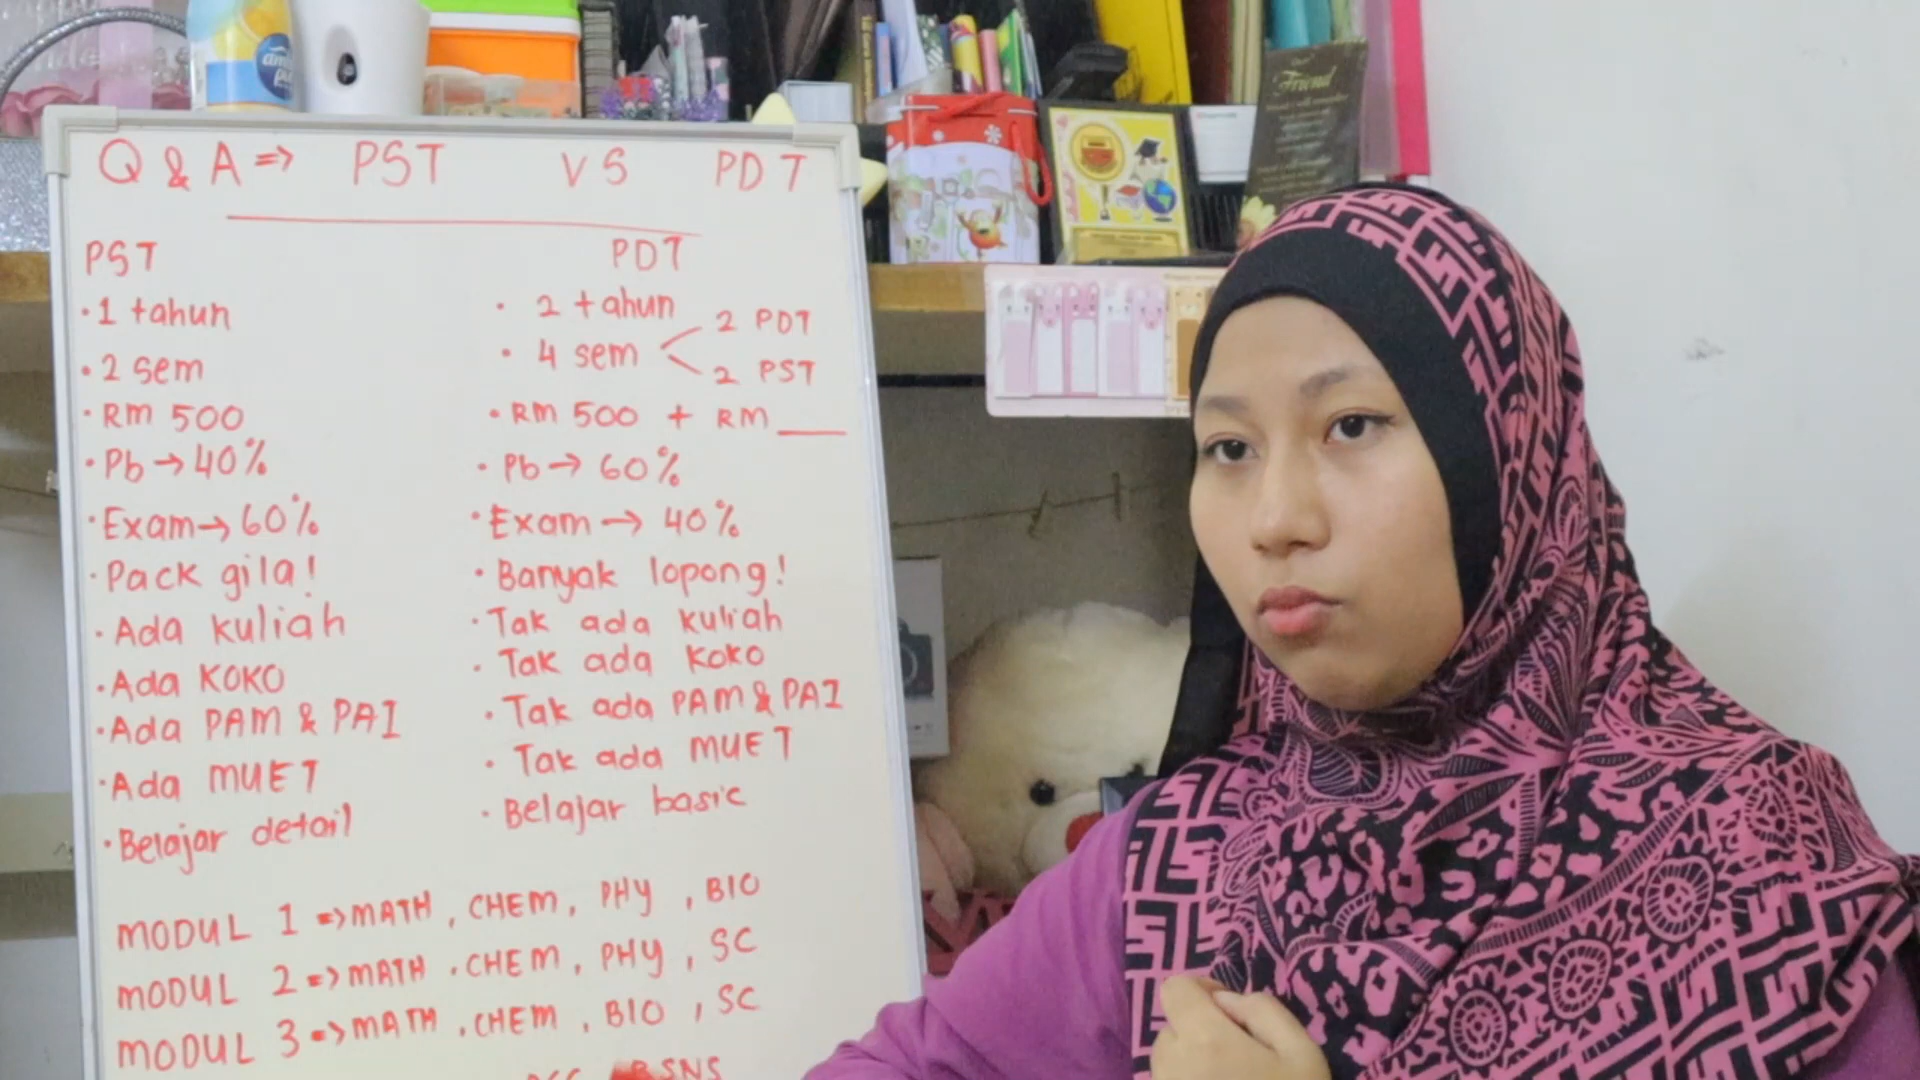 Q & A => PST VS PDT
PST
• 1 tahun
• 2 sem
• RM 500
• Pb → 40%
• Exam → 60%
• Pack gila!
• Ada kuliah
• Ada KOKO
• Ada PAM & PAI
• Ada MUET
• Belajar detail
PDT
• 2 tahun
• 4 sem < 2 PDT
2 PST
• RM 500 + RM ___
• Pb → 60%
• Exam → 40%
• Banyak lopong!
• Tak ada kuliah
• Tak ada KOKO
• Tak ada PAM & PAI
• Tak ada MUET
• Belajar basic
MODUL 1 => MATH, CHEM, PHY, BIO
MODUL 2 => MATH, CHEM, PHY, SC
MODUL 3 => MATH, CHEM, BIO, SC
Friend